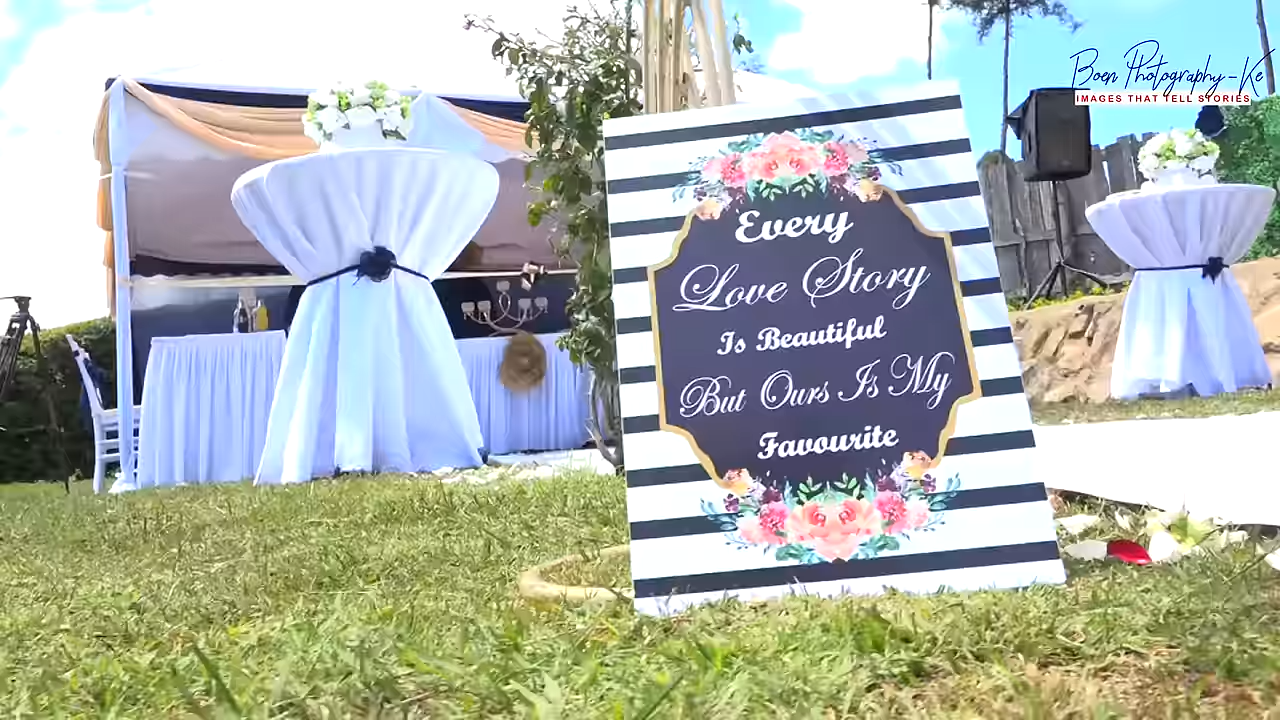 Boen Photography-Ke
IMAGES THAT TELL STORIES
Every
Love Story
Is Beautiful
But Ours Is My
Favourite